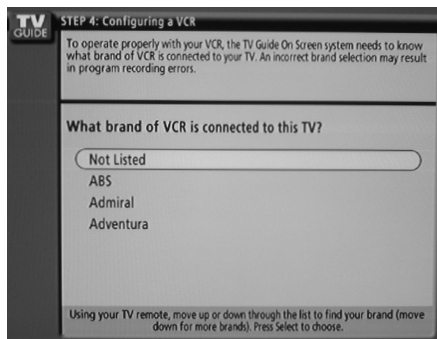 TV
GUIDE
STEP 4: Configuring a VCR
To operate properly with your VCR, the TV Guide On Screen system needs to know
what brand of VCR is connected to your TV. An incorrect brand selection may result
in program recording errors.
What brand of VCR is connected to this TV?
Not Listed
ABS
Admiral
Adventura
Using your TV remote, move up or down through the list to find your brand (move
down for more brands). Press Select to choose.